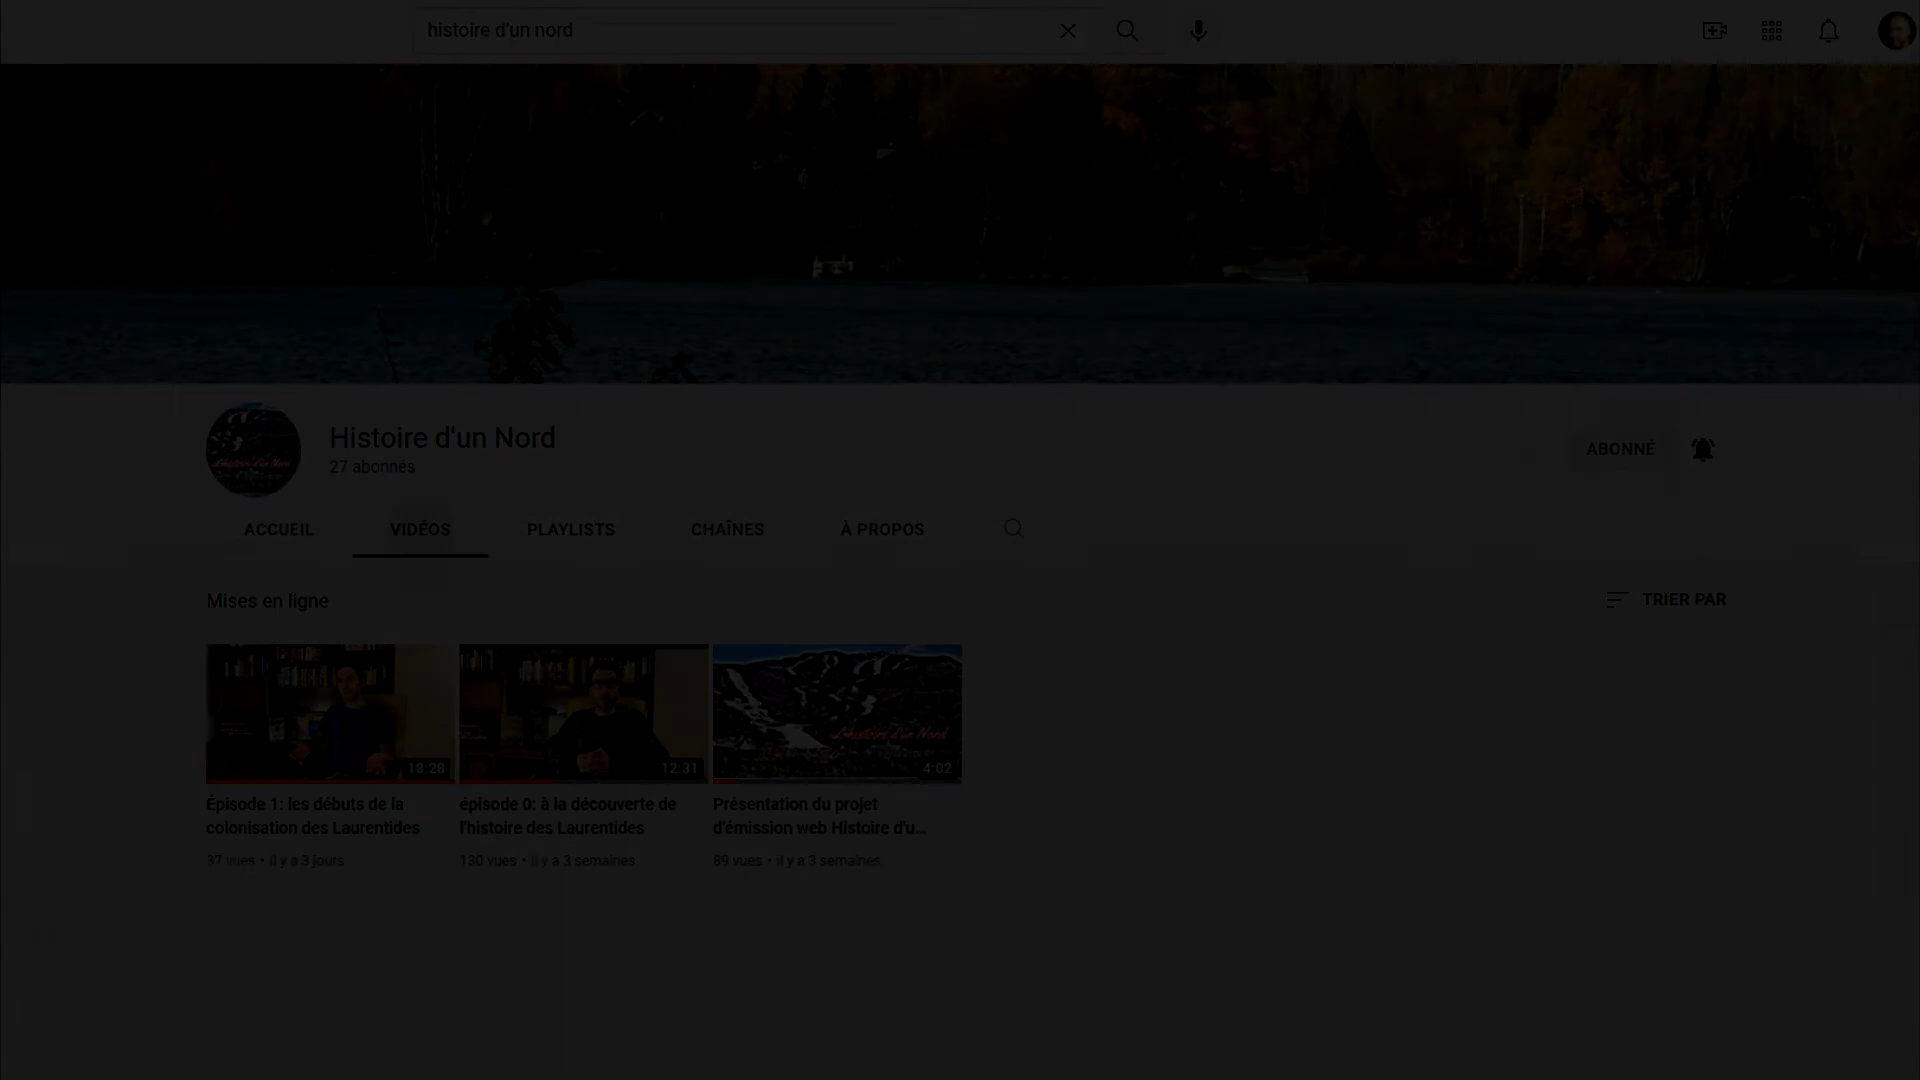 histoire d'un nord
Histoire d'un Nord
27 abonnés
ABONNÉ
ACCUEIL
VIDÉOS
PLAYLISTS
CHAÎNES
À PROPOS
Mises en ligne
TRIER PAR
18:28
12:31
L'histoire d'un Nord
4:02
Épisode 1: les débuts de la
colonisation des Laurentides
37 vues • il y a 3 jours
épisode 0: à la découverte de
l'histoire des Laurentides
130 vues • il y a 3 semaines
Présentation du projet
d'émission web Histoire d'u...
89 vues • il y a 3 semaines